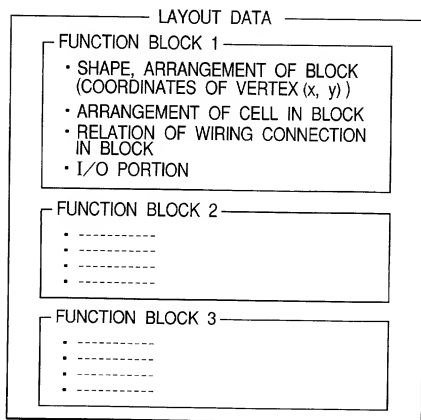 LAYOUT DATA
FUNCTION BLOCK 1
· SHAPE, ARRANGEMENT OF BLOCK
(COORDINATES OF VERTEX (x, y) )
· ARRANGEMENT OF CELL IN BLOCK
· RELATION OF WIRING CONNECTION
IN BLOCK
· I/O PORTION
FUNCTION BLOCK 2
· -----------
· -----------
· -----------
· -----------
FUNCTION BLOCK 3
· -----------
· -----------
· -----------
· -----------